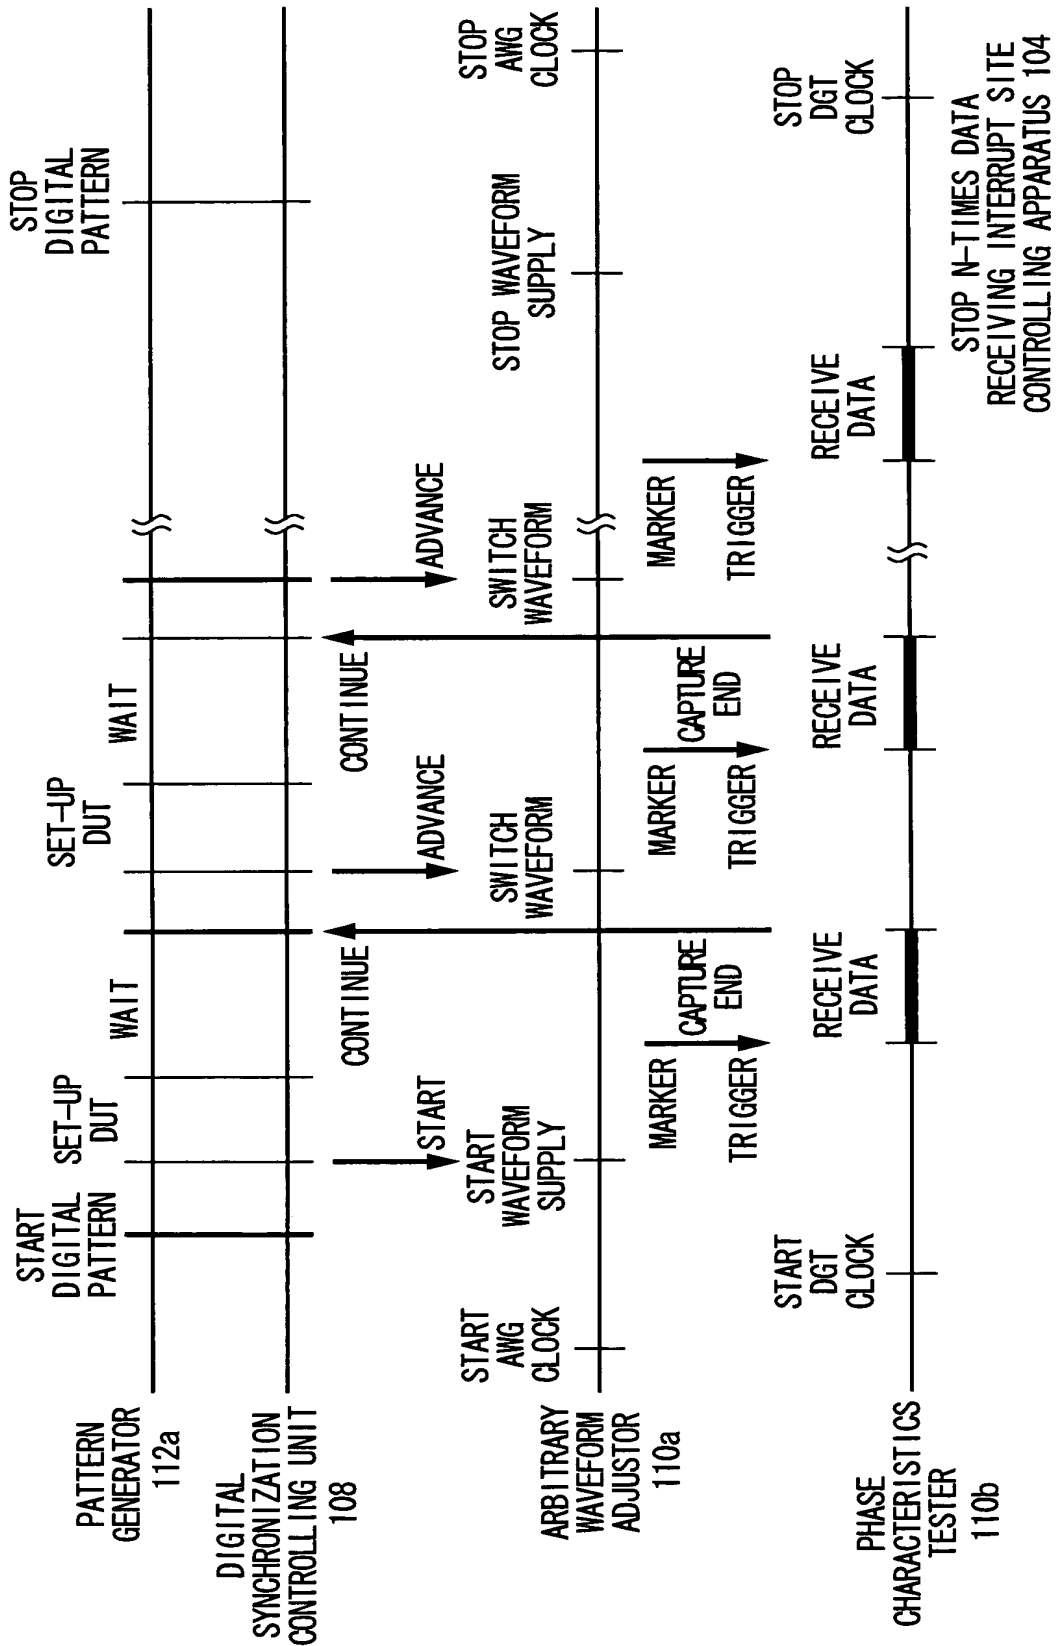 PATTERN
GENERATOR
112a
START
DIGITAL
PATTERN
SET-UP
DUT
WAIT
SET-UP
DUT
WAIT
STOP
DIGITAL
PATTERN
DIGITAL
SYNCHRONIZATION
CONTROLLING UNIT
108
START
CONTINUE
ADVANCE
CONTINUE
ADVANCE
ARBITRARY
WAVEFORM
ADJUSTOR
110a
START
AWG
CLOCK
START
WAVEFORM
SUPPLY
SWITCH
WAVEFORM
SWITCH
WAVEFORM
STOP WAVEFORM
SUPPLY
STOP
AWG
CLOCK
MARKER
TRIGGER
CAPTURE
END
MARKER
TRIGGER
CAPTURE
END
MARKER
TRIGGER
PHASE
CHARACTERISTICS
TESTER
110b
START
DGT
CLOCK
RECEIVE
DATA
RECEIVE
DATA
RECEIVE
DATA
STOP
DGT
CLOCK
STOP N-TIMES DATA
RECEIVING INTERRUPT SITE
CONTROLLING APPARATUS 104